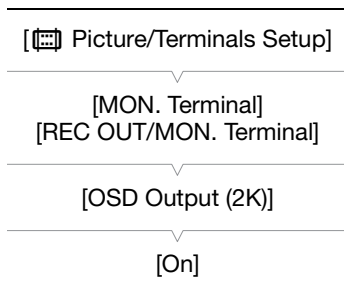 [ Picture/Terminals Setup]
[MON. Terminal]
[REC OUT/MON. Terminal]
[OSD Output (2K)]
[On]